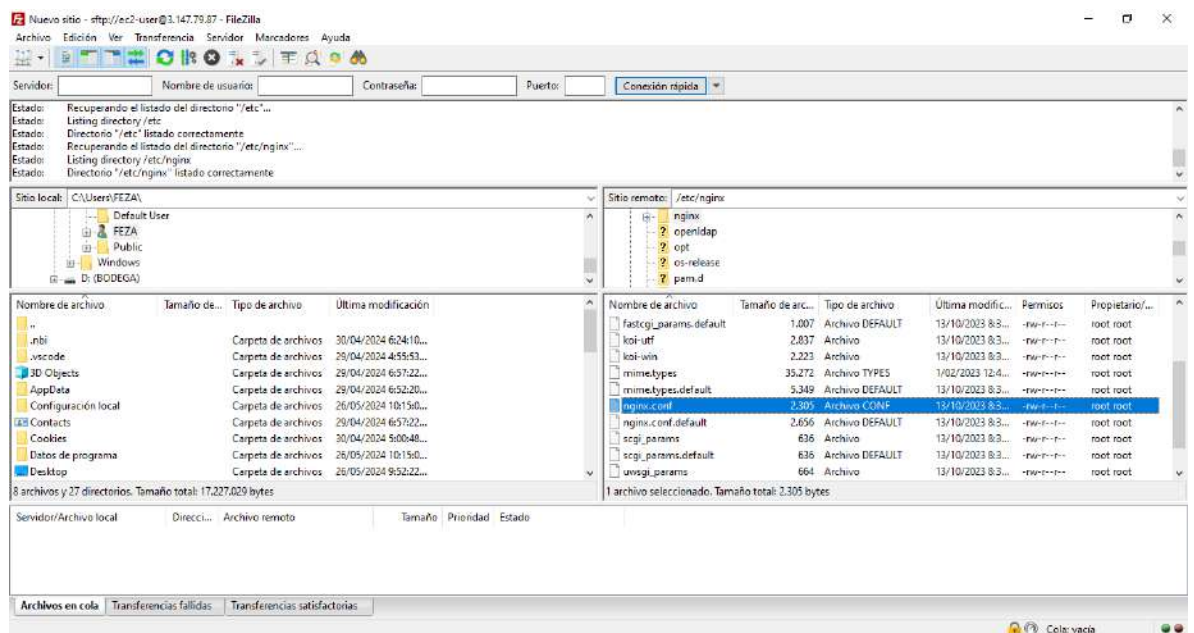 Nuevo sitio - sftp://ec2-user@3.147.79.87 - FileZilla
Archivo Edición Ver Transferencia Servidor Marcadores Ayuda
Servidor: Nombre de usuario: Contraseña: Puerto: Conexión rápida
Estado: Recuperando el listado del directorio "/etc"...
Estado: Listing directory /etc
Estado: Directorio "/etc" listado correctamente
Estado: Recuperando el listado del directorio "/etc/nginx"...
Estado: Listing directory /etc/nginx
Estado: Directorio "/etc/nginx" listado correctamente
Sitio local: C:\Users\FEZA\
Default User
FEZA
Public
Windows
D: (BODEGA)
Sitio remoto: /etc/nginx
nginx
openldap
opt
os-release
pam.d
Nombre de archivo Tamaño de... Tipo de archivo Última modificación
..
.nbi Carpeta de archivos 30/04/2024 6:24:10...
.vscode Carpeta de archivos 29/04/2024 4:55:53...
3D Objects Carpeta de archivos 29/04/2024 6:57:22...
AppData Carpeta de archivos 29/04/2024 6:52:20...
Configuración local Carpeta de archivos 26/05/2024 10:15:0...
Contacts Carpeta de archivos 29/04/2024 6:57:22...
Cookies Carpeta de archivos 30/04/2024 5:00:48...
Datos de programa Carpeta de archivos 26/05/2024 10:15:0...
Desktop Carpeta de archivos 26/05/2024 9:52:22...
8 archivos y 27 directorios. Tamaño total: 17.227.029 bytes
Nombre de archivo Tamaño de arc... Tipo de archivo Última modific... Permisos Propietario/...
fastcgi_params.default 1.007 Archivo DEFAULT 13/10/2023 8:3... -rw-r--r-- root root
koi-utf 2.837 Archivo 13/10/2023 8:3... -rw-r--r-- root root
koi-win 2.223 Archivo 13/10/2023 8:3... -rw-r--r-- root root
mime.types 35.272 Archivo TYPES 1/02/2023 12:4... -rw-r--r-- root root
mime.types.default 5.349 Archivo DEFAULT 13/10/2023 8:3... -rw-r--r-- root root
nginx.conf 2.305 Archivo CONF 13/10/2023 8:3... -rw-r--r-- root root
nginx.conf.default 2.656 Archivo DEFAULT 13/10/2023 8:3... -rw-r--r-- root root
scgi_params 636 Archivo 13/10/2023 8:3... -rw-r--r-- root root
scgi_params.default 636 Archivo DEFAULT 13/10/2023 8:3... -rw-r--r-- root root
uwsgi_params 664 Archivo 13/10/2023 8:3... -rw-r--r-- root root
1 archivo seleccionado. Tamaño total: 2.305 bytes
Servidor/Archivo local Direcci... Archivo remoto Tamaño Prioridad Estado
Archivos en cola Transferencias fallidas Transferencias satisfactorias
Cola: vacía